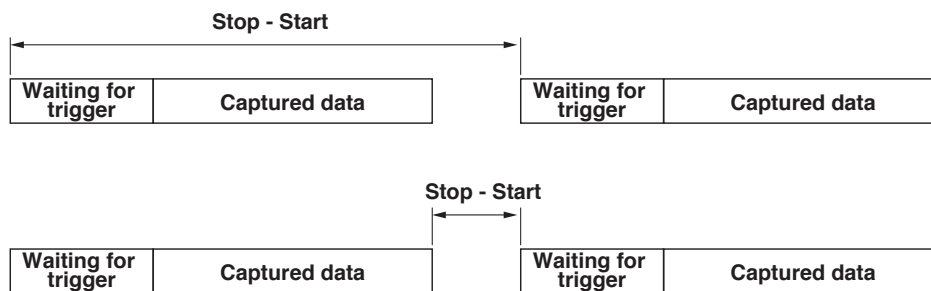 Stop - Start
Waiting for
trigger
Captured data
Waiting for
trigger
Captured data
Stop - Start
Waiting for
trigger
Captured data
Waiting for
trigger
Captured data